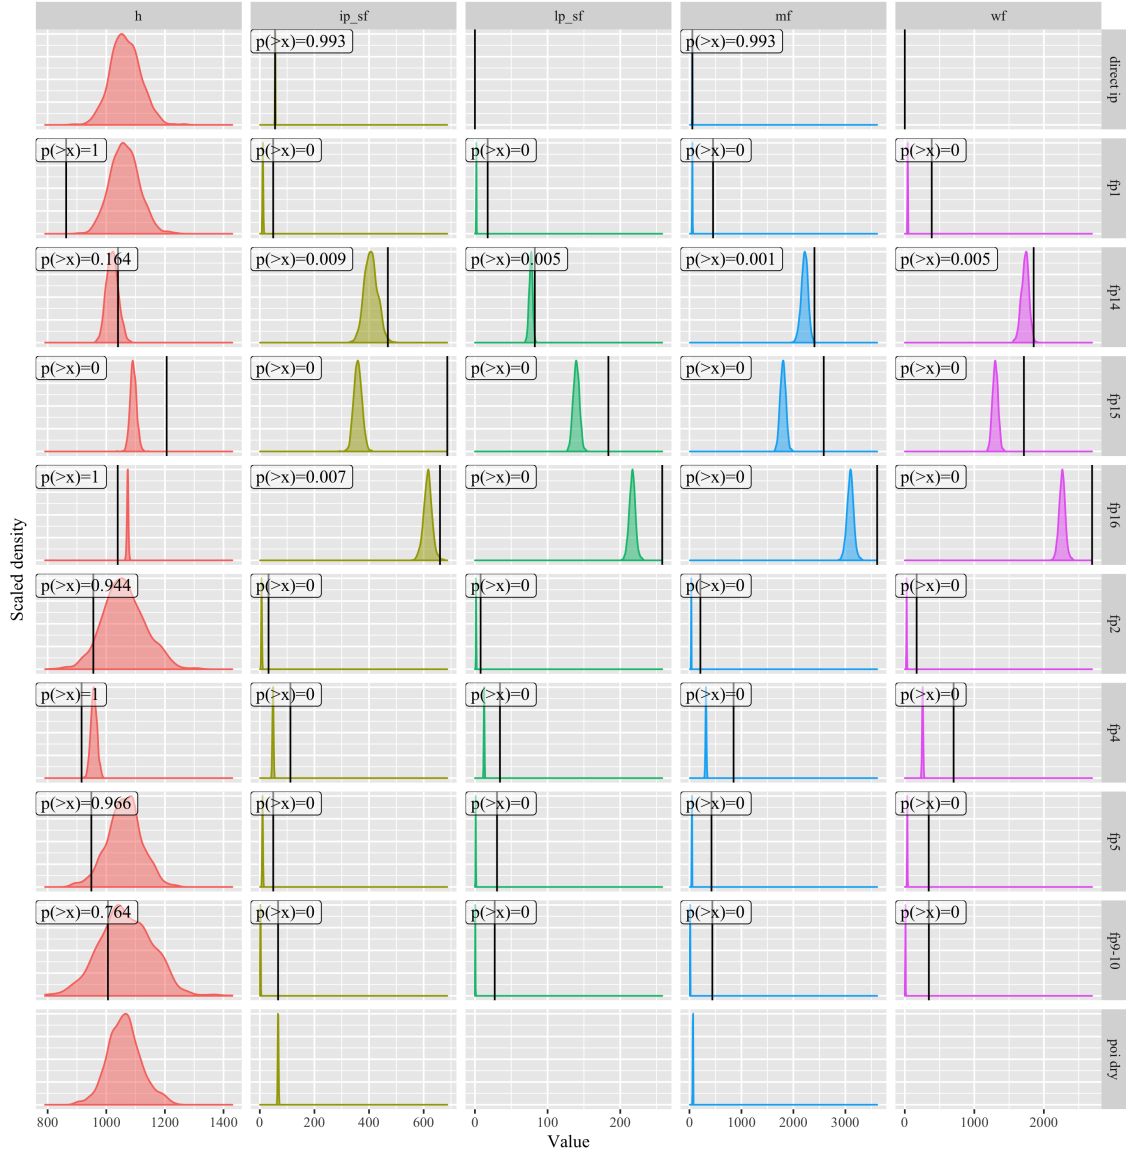 h ip_sf lp_sf mf wf
p(>x)=0.993 p(>x)=0.993 direct ip
p(>x)=1 p(>x)=0 p(>x)=0 p(>x)=0 p(>x)=0 fp1
p(>x)=0.164 p(>x)=0.009 p(>x)=0.005 p(>x)=0.001 p(>x)=0.005 fp14
p(>x)=0 p(>x)=0 p(>x)=0 p(>x)=0 p(>x)=0 fp15
p(>x)=1 p(>x)=0.007 p(>x)=0 p(>x)=0 p(>x)=0 fp16
Scaled density
p(>x)=0.944 p(>x)=0 p(>x)=0 p(>x)=0 p(>x)=0 fp2
p(>x)=1 p(>x)=0 p(>x)=0 p(>x)=0 p(>x)=0 fp4
p(>x)=0.966 p(>x)=0 p(>x)=0 p(>x)=0 p(>x)=0 fp5
p(>x)=0.764 p(>x)=0 p(>x)=0 p(>x)=0 p(>x)=0 fp9-10
poi dry
800 1000 1200 1400 0 200 400 600 0 100 200 0 1000 2000 3000 0 1000 2000
Value